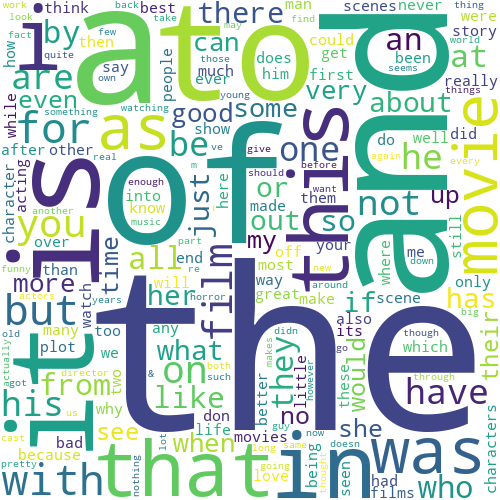 work
back
best
scenes
never
thing
look
i
think
take
man
find
were
how
by
a
to
there
may
story
fact
then
few
can
could
an
quite
say
does
get
been
seems
are
own
people
him
those
first
world
at
even
something
much
ever
very
things
really
while
watching
young
about
for
as
good
some
and
movie
after
other
real
be
show
ve
give
one
this
do
well
did
he
acting
is
of
m
should
before
again
every
character
enough
just
here
or
want
them
not
up
you
into
know
made
out
so
another
music
my
your
me
down
over
all
part
off
where
still
more
than
time
end
re
film
most
new
only
funny
watch
will
way
if
scene
has
actors
years
her
horror
great
make
around
big
but
it
the
also
though
old
many
too
any
didn
its
go
which
their
actually
plot
we
&
what
makes
they
little
these
would
through
from
director
two
on
both
such
however
have
got
his
us
why
like
better
no
she
cast
bad
see
don
guy
life
now
was
because
when
movies
long
same
doesn
characters
pretty
with
nothing
that
lot
going
love
in
thought
being
seen
had
films
who